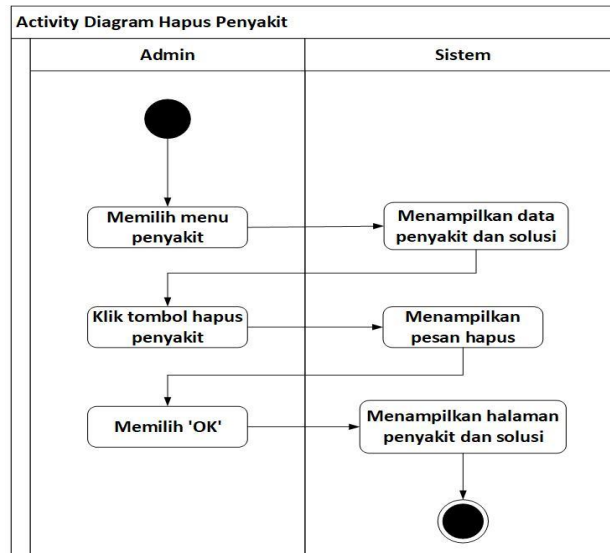 Activity Diagram Hapus Penyakit
Admin
Sistem
Memilih menu
penyakit
Menampilkan data
penyakit dan solusi
Klik tombol hapus
penyakit
Menampilkan
pesan hapus
Memilih 'OK'
Menampilkan halaman
penyakit dan solusi